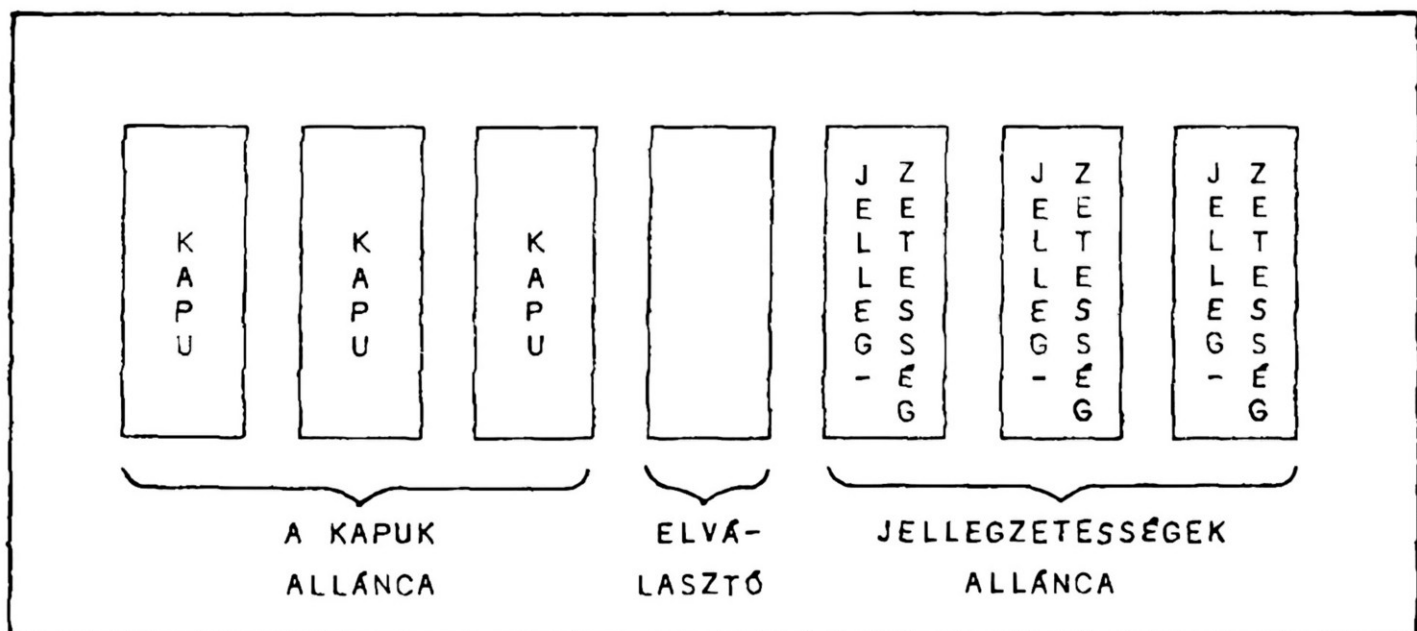 KAPU
KAPU
KAPU
JELLEG-
ZETESSÉG
JELLEG-
ZETESSÉG
JELLEG-
ZETESSÉG
A KAPUK
ALLÁNCA
ELVÁ-
LASZTÓ
JELLEGZETESSÉGEK
ALLÁNCA